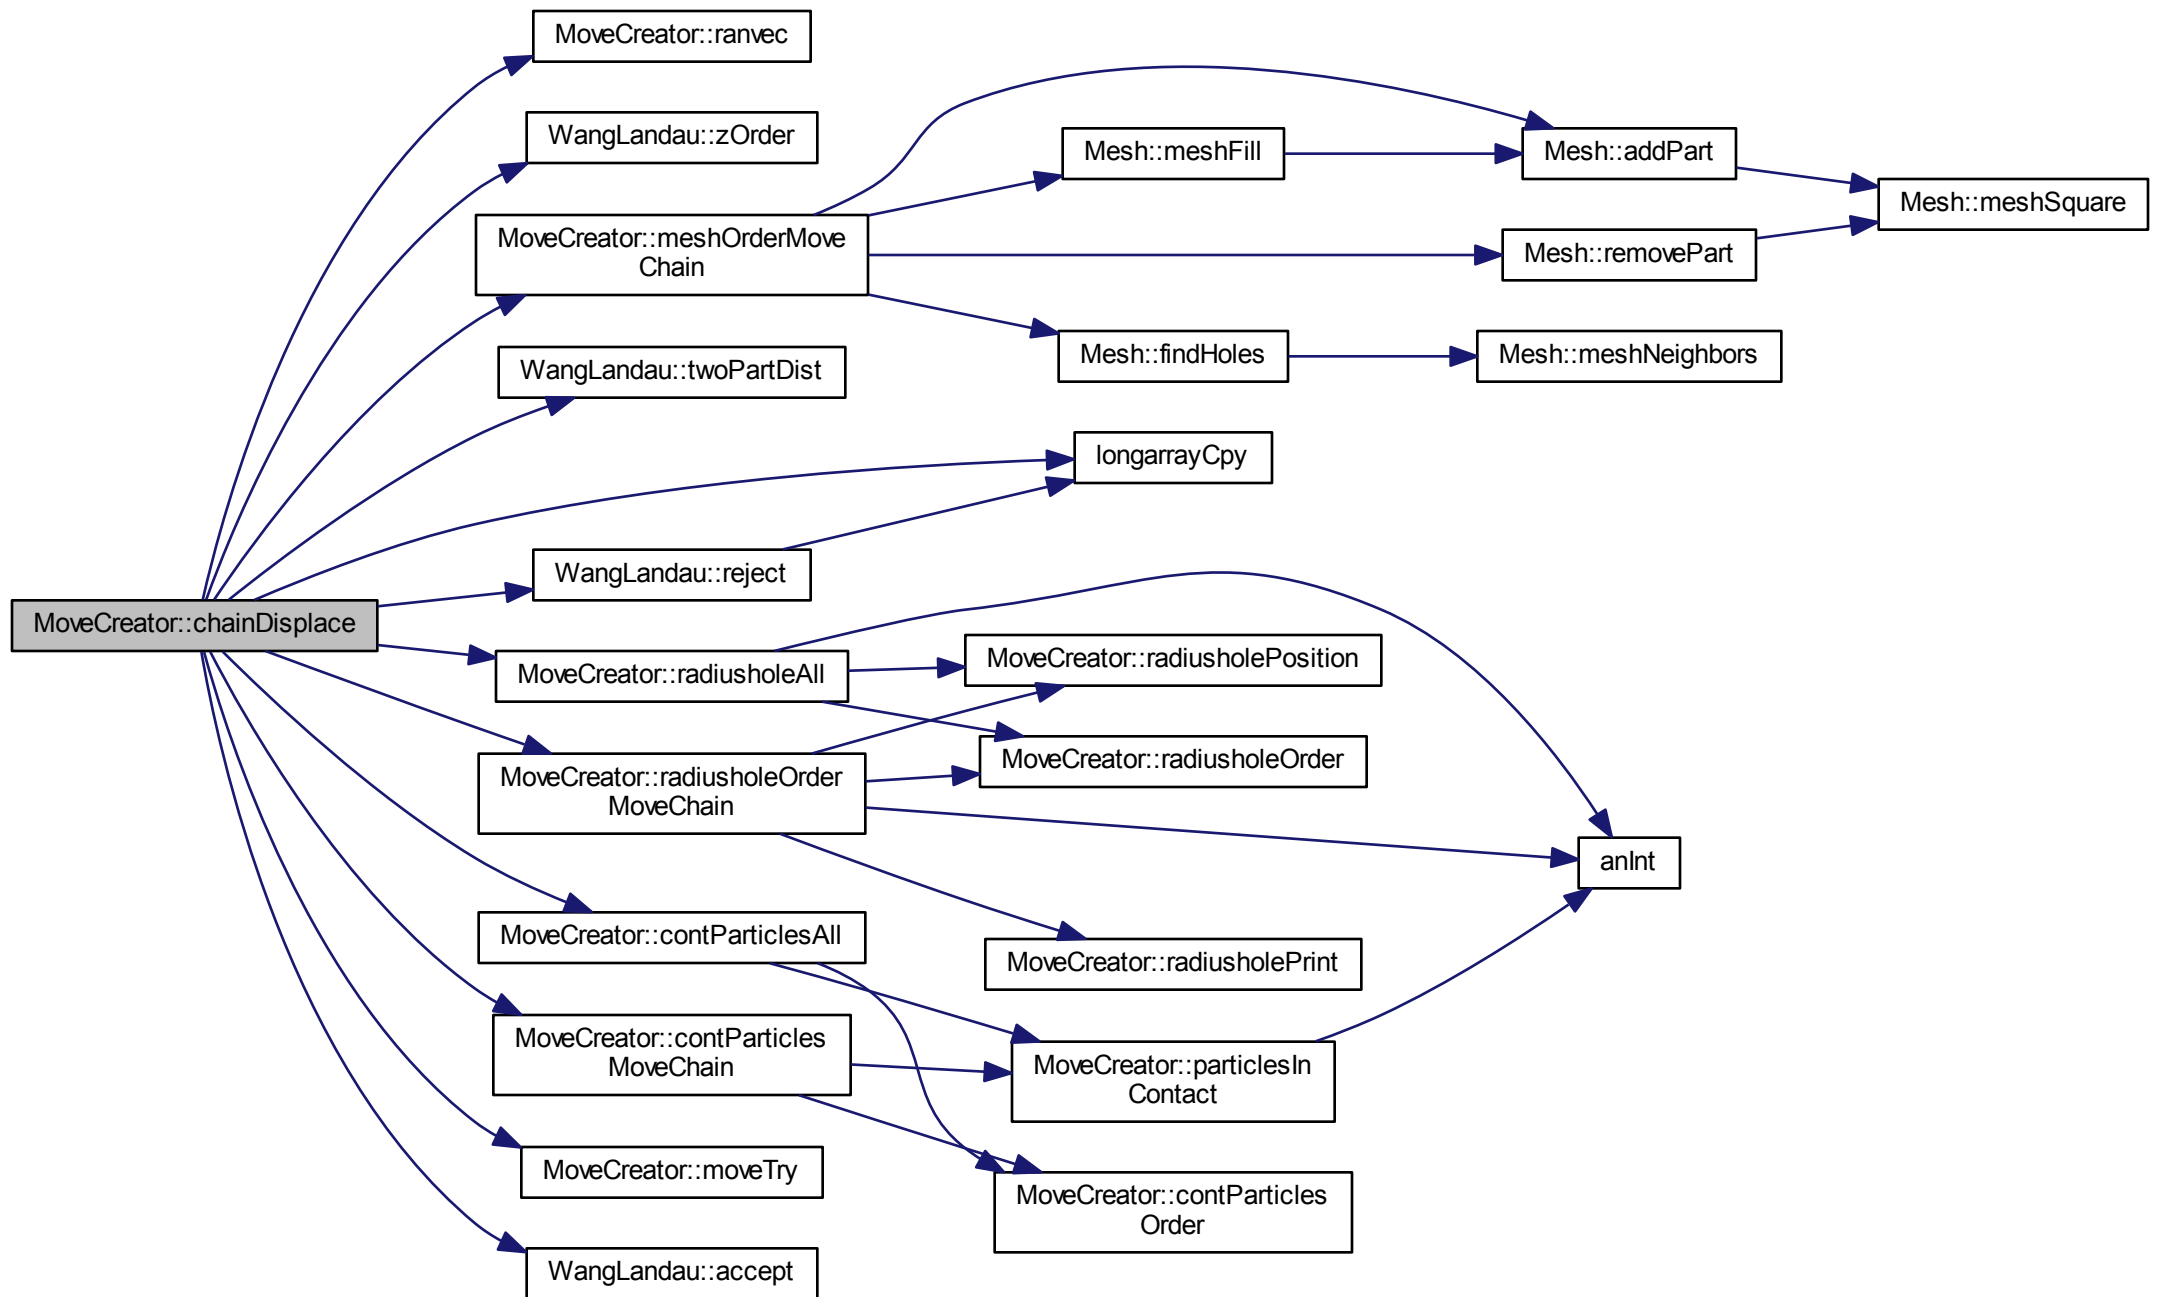 MoveCreator::ranvec
WangLandau::zOrder
Mesh::meshFill
Mesh::addPart
Mesh::meshSquare
MoveCreator::meshOrderMove
Chain
Mesh::removePart
WangLandau::twoPartDist
Mesh::findHoles
Mesh::meshNeighbors
longarrayCpy
WangLandau::reject
MoveCreator::chainDisplace
MoveCreator::radiusholeAll
MoveCreator::radiusholePosition
MoveCreator::radiusholeOrder
MoveCreator::radiusholeOrder
MoveChain
anInt
MoveCreator::contParticlesAll
MoveCreator::radiusholePrint
MoveCreator::contParticles
MoveChain
MoveCreator::particlesIn
Contact
MoveCreator::moveTry
MoveCreator::contParticles
Order
WangLandau::accept